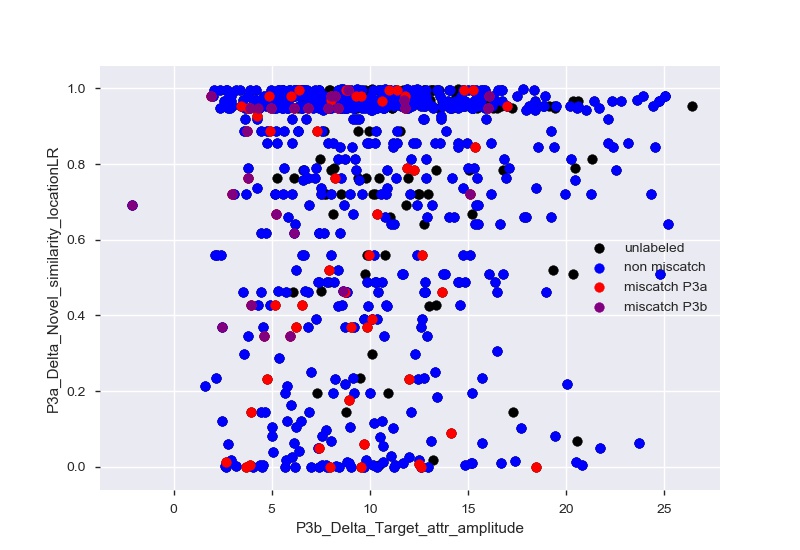 1.0
0.8
0.6
0.4
0.2
0.0
P3a_Delta_Novel_similarity_locationLR
unlabeled
non miscatch
miscatch P3a
miscatch P3b
0 5 10 15 20 25
P3b_Delta_Target_attr_amplitude